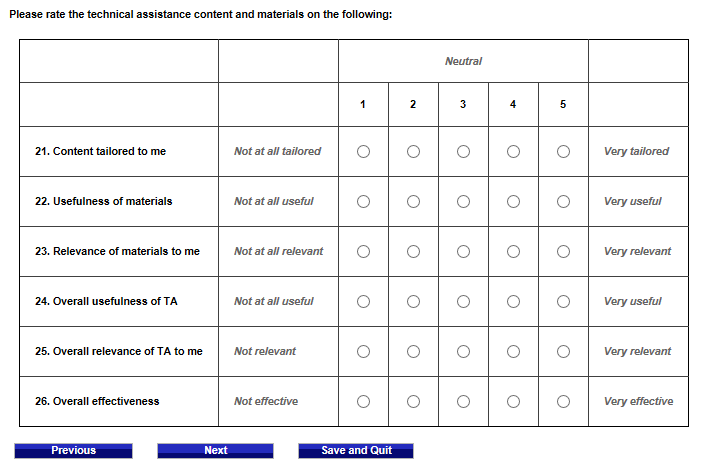 Please rate the technical assistance content and materials on the following:
Neutral
1 2 3 4 5
21. Content tailored to me Not at all tailored Very tailored
22. Usefulness of materials Not at all useful Very useful
23. Relevance of materials to me Not at all relevant Very relevant
24. Overall usefulness of TA Not at all useful Very useful
25. Overall relevance of TA to me Not relevant Very relevant
26. Overall effectiveness Not effective Very effective
Previous Next Save and Quit